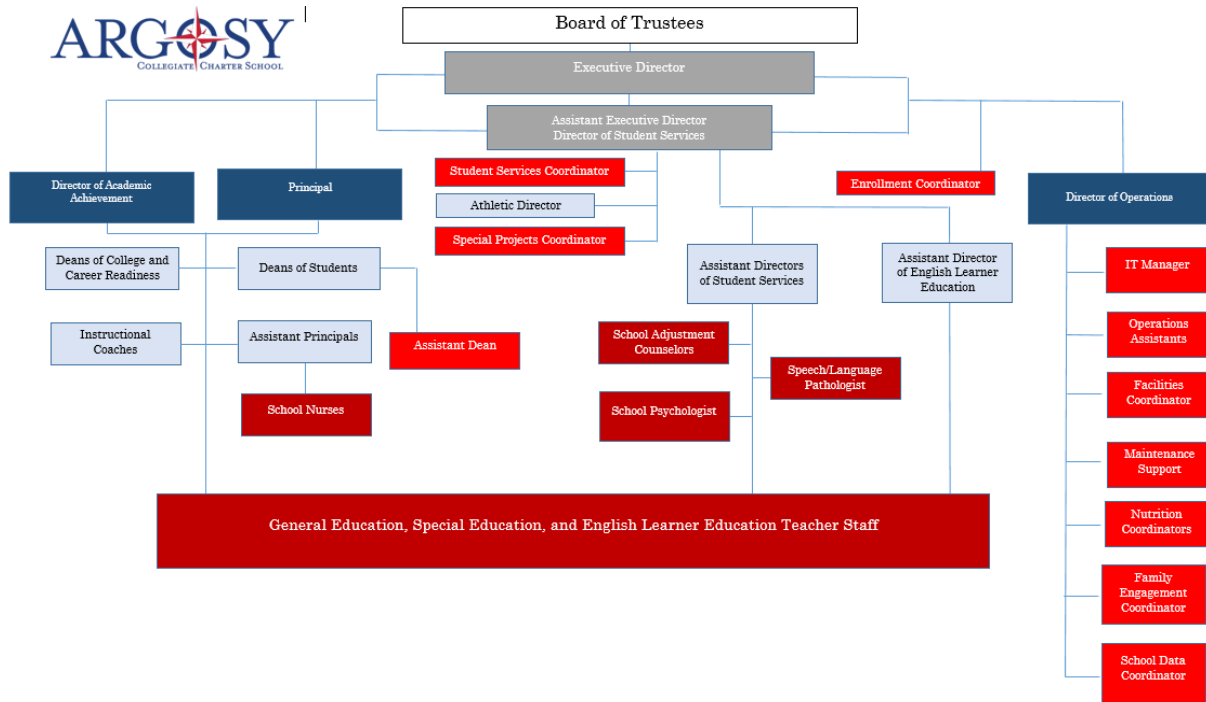 ARGOSY
COLLEGIATE CHARTER SCHOOL
Board of Trustees
Executive Director
Assistant Executive Director
Director of Student Services
Director of Academic
Achievement
Principal
Student Services Coordinator
Athletic Director
Special Projects Coordinator
Enrollment Coordinator
Director of Operations
Deans of College and
Career Readiness
Deans of Students
Assistant Directors
of Student Services
Assistant Director
of English Learner
Education
Instructional
Coaches
Assistant Principals
Assistant Dean
School Nurses
School Adjustment
Counselors
Speech/Language
Pathologist
School Psychologist
IT Manager
Operations
Assistants
Facilities
Coordinator
Maintenance
Support
Nutrition
Coordinators
Family
Engagement
Coordinator
School Data
Coordinator
General Education, Special Education, and English Learner Education Teacher Staff